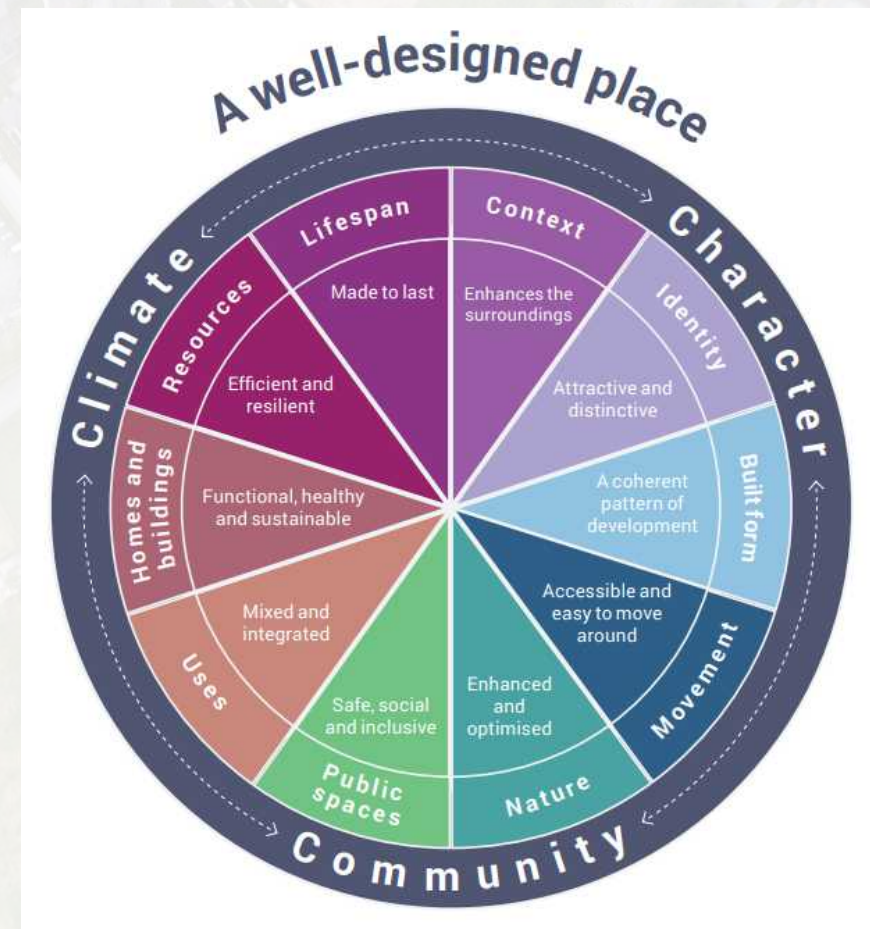 A well-designed place
Climate
Character
Community
Context
Enhances the
surroundings
Identity
Attractive and
distinctive
Built form
A coherent
pattern of
development
Movement
Accessible and
easy to move
around
Nature
Enhanced
and
optimised
Public
spaces
Safe, social
and inclusive
Uses
Mixed and
integrated
Homes and
buildings
Functional, healthy
and sustainable
Resources
Efficient and
resilient
Lifespan
Made to last